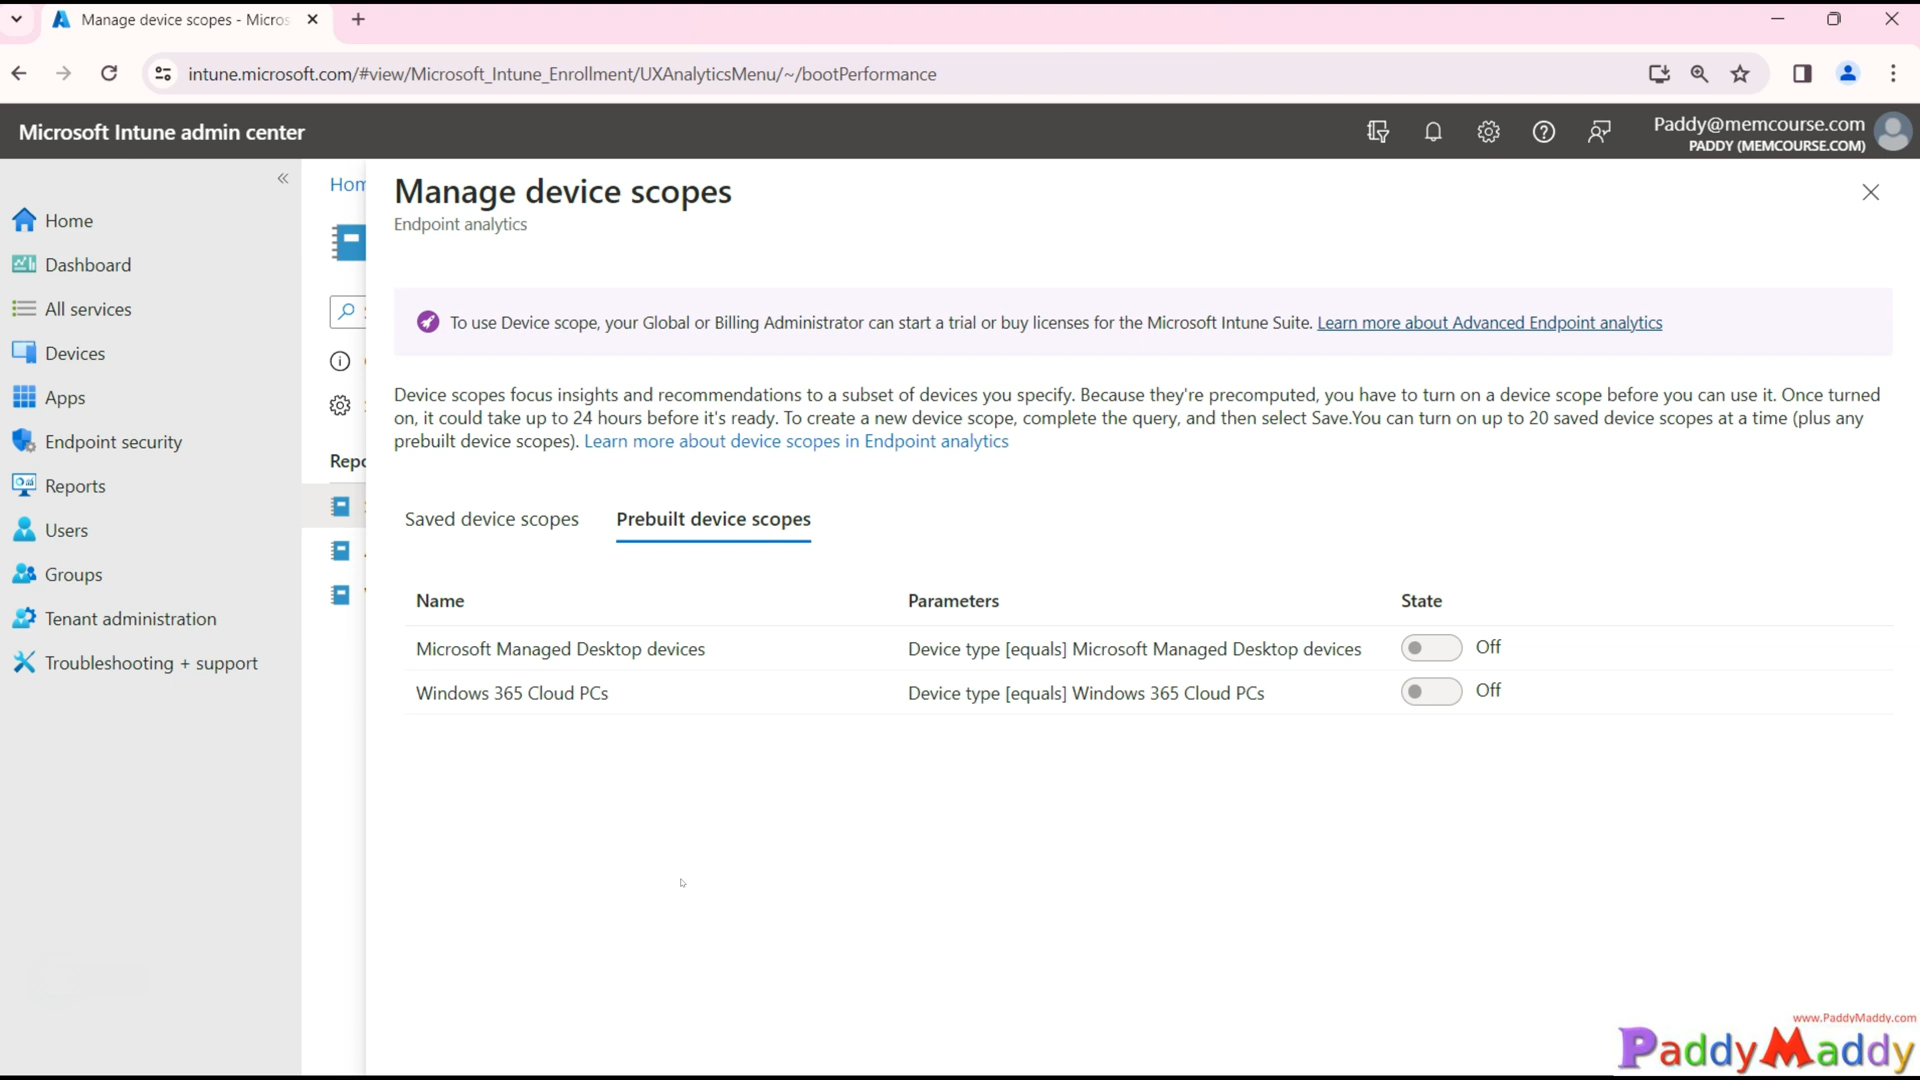 Manage device scopes - Micros
intune.microsoft.com/#view/Microsoft_Intune_Enrollment/UXAnalyticsMenu/~/bootPerformance
Microsoft Intune admin center
Paddy@memcourse.com
PADDY (MEMCOURSE.COM)
Home
Dashboard
All services
Devices
Apps
Endpoint security
Reports
Users
Groups
Tenant administration
Troubleshooting + support
Hom
Repo
Manage device scopes
Endpoint analytics
To use Device scope, your Global or Billing Administrator can start a trial or buy licenses for the Microsoft Intune Suite. Learn more about Advanced Endpoint analytics
Device scopes focus insights and recommendations to a subset of devices you specify. Because they're precomputed, you have to turn on a device scope before you can use it. Once turned
on, it could take up to 24 hours before it's ready. To create a new device scope, complete the query, and then select Save.You can turn on up to 20 saved device scopes at a time (plus any
prebuilt device scopes). Learn more about device scopes in Endpoint analytics
Saved device scopes Prebuilt device scopes
Name Parameters State
Microsoft Managed Desktop devices Device type [equals] Microsoft Managed Desktop devices Off
Windows 365 Cloud PCs Device type [equals] Windows 365 Cloud PCs Off
www.PaddyMaddy.com
PaddyMaddy